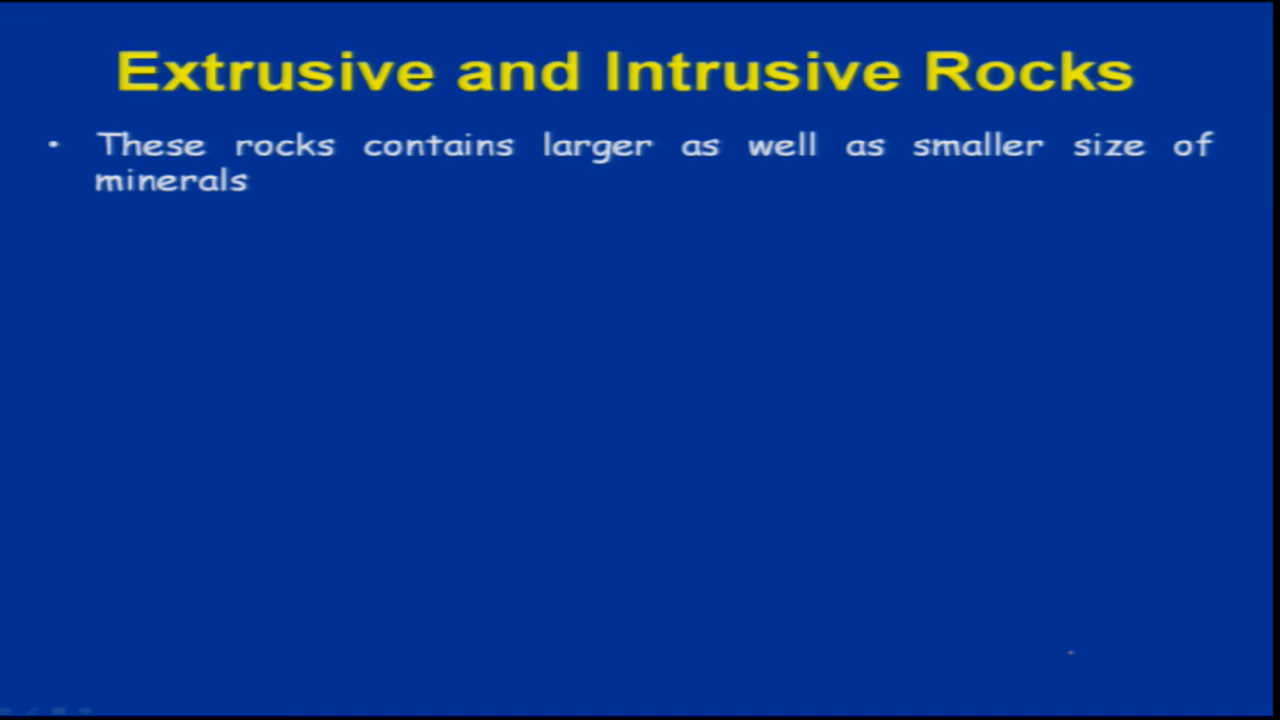 Extrusive and Intrusive Rocks
• These rocks contains larger as well as smaller size of
minerals